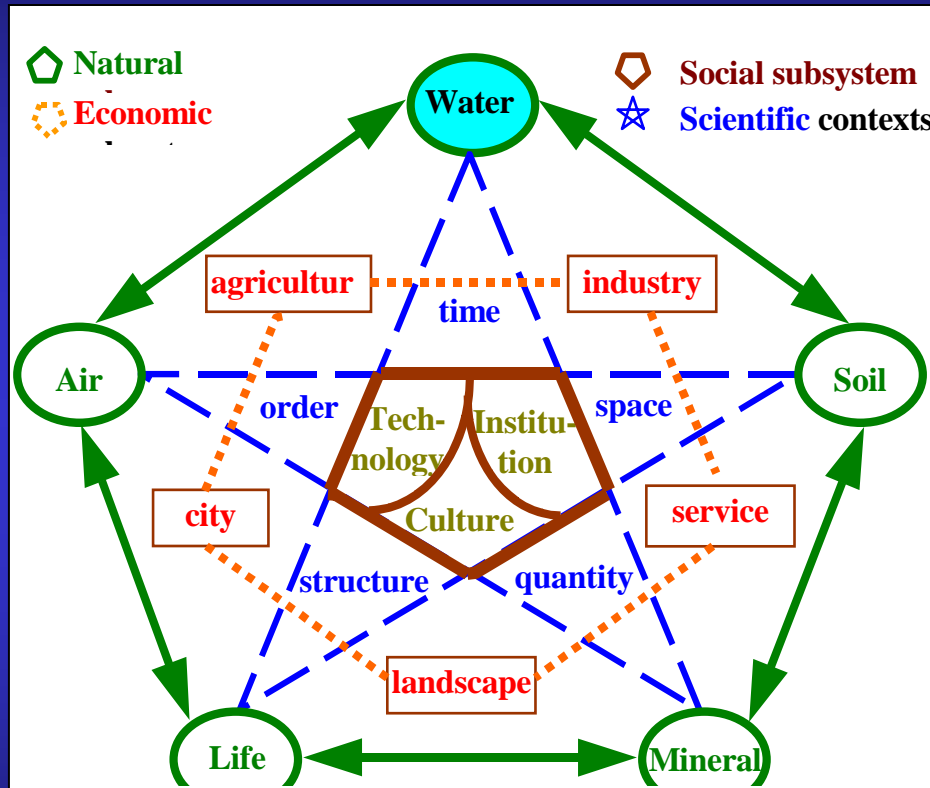 Natural
Economic
Social subsystem
Scientific contexts
Water
agricultur
industry
time
Air
Soil
order
space
Tech-
nology
Institu-
tion
Culture
city
service
structure
quantity
landscape
Life
Mineral